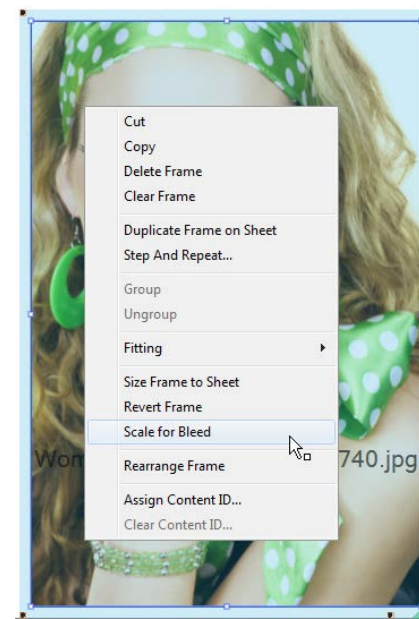 Cut
Copy
Delete Frame
Clear Frame
Duplicate Frame on Sheet
Step And Repeat...
Group
Ungroup
Fitting
Size Frame to Sheet
Revert Frame
Scale for Bleed
Wom 740.jpg
Rearrange Frame
Assign Content ID...
Clear Content ID...